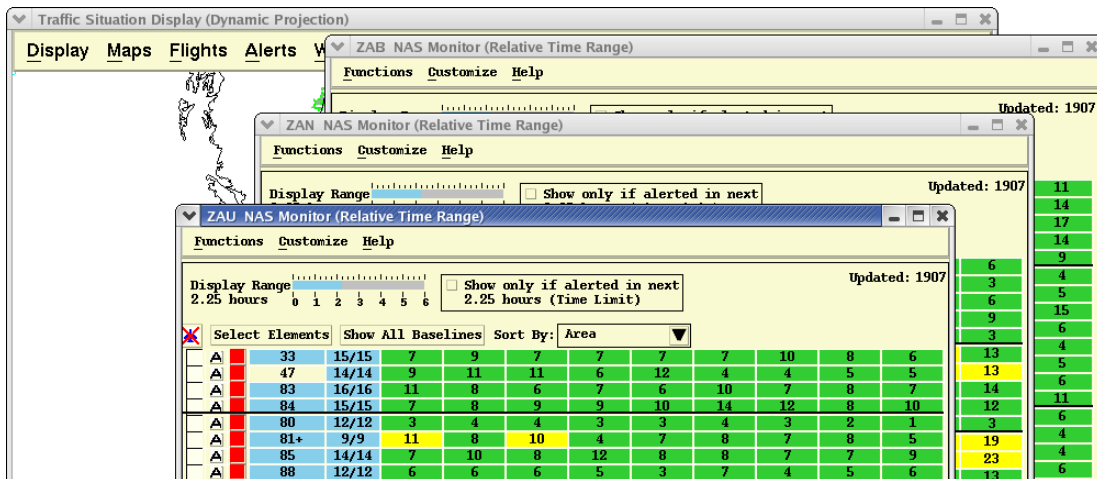 Traffic Situation Display (Dynamic Projection)
Display Maps Flights Alerts
ZAB NAS Monitor (Relative Time Range)
Functions Customize Help
Updated: 1907
ZAN NAS Monitor (Relative Time Range)
Functions Customize Help
Display Range
Show only if alerted in next
Updated: 1907
11
14
17
14
9
4
5
15
6
4
5
6
11
6
4
4
6
6
3
6
9
3
13
13
14
12
3
19
23
13
ZAU NAS Monitor (Relative Time Range)
Functions Customize Help
Display Range
2.25 hours
0 1 2 3 4 5 6
Show only if alerted in next
2.25 hours (Time Limit)
Updated: 1907
Select Elements Show All Baselines Sort By: Area
A 33 15/15 7 9 7 7 7 7 10 8 6
A 47 14/14 9 11 11 6 12 4 4 5 5
A 83 16/16 11 8 6 7 6 10 7 8 7
A 84 15/15 7 8 9 9 10 14 12 8 10
A 80 12/12 3 4 4 3 3 4 3 2 1
A 81+ 9/9 11 8 10 4 7 8 7 8 5
A 85 14/14 7 10 8 12 8 8 7 7 9
A 88 12/12 6 6 6 5 3 7 4 5 6